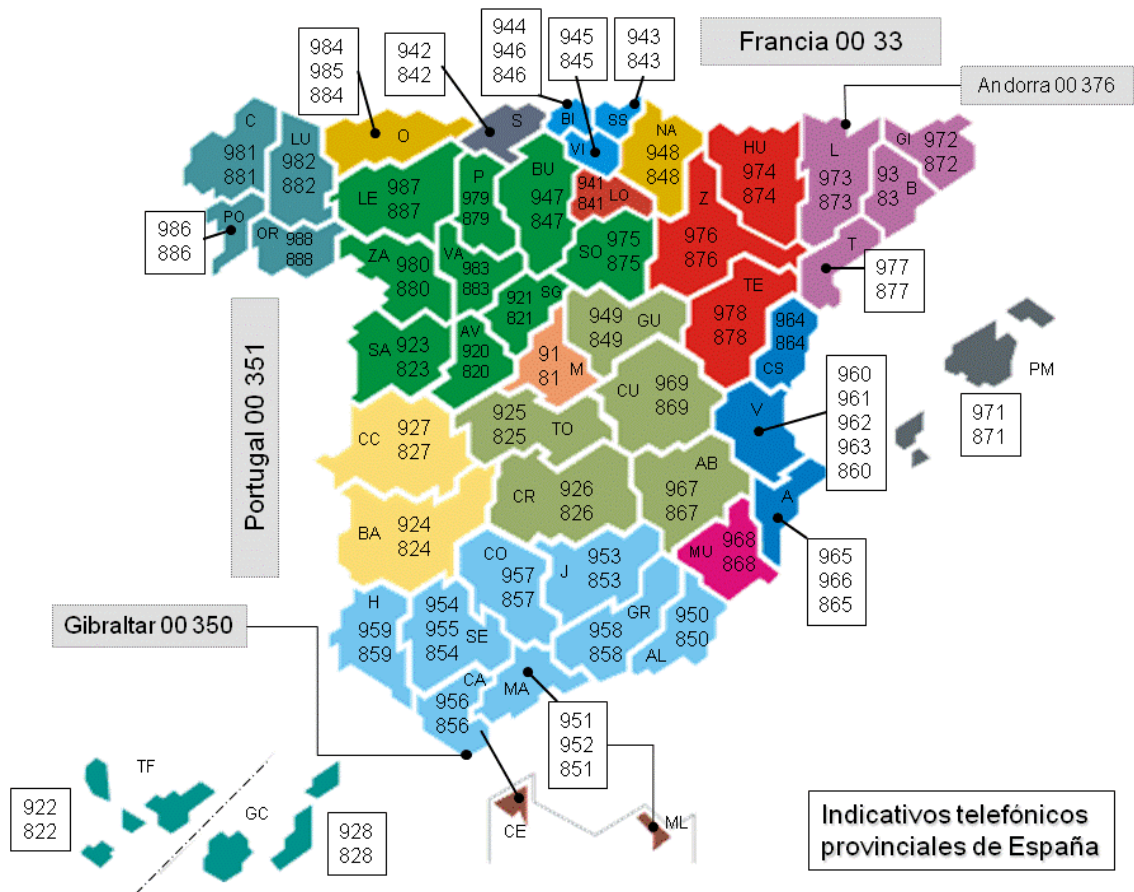 984
985
884
942
842
944
946
846
945
845
943
843
Francia 00 33
Andorra 00 376
C
981
881
LU
982
882
O
S
BI
SS
VI
NA
948
848
HU
974
874
L
973
873
GI
972
872
93
83
B
PO
986
886
OR
988
888
LE
987
887
P
979
879
BU
947
847
941
841
LO
Z
976
876
T
977
877
ZA
980
880
VA
983
883
SO
975
875
TE
978
878
SG
921
821
949
849
GU
964
864
CS
SA
923
823
AV
920
820
91
81
M
CU
969
869
PM
971
871
Portugal 00 351
CC
927
827
925
825
TO
V
960
961
962
963
860
CR
926
826
AB
967
867
A
965
966
865
BA
924
824
MU
968
868
CO
957
857
J
953
853
Gibraltar 00 350
H
959
859
954
955
854
SE
GR
958
858
950
850
AL
CA
956
856
MA
951
952
851
TF
922
822
GC
928
828
CE
ML
Indicativos telefónicos
provinciales de España